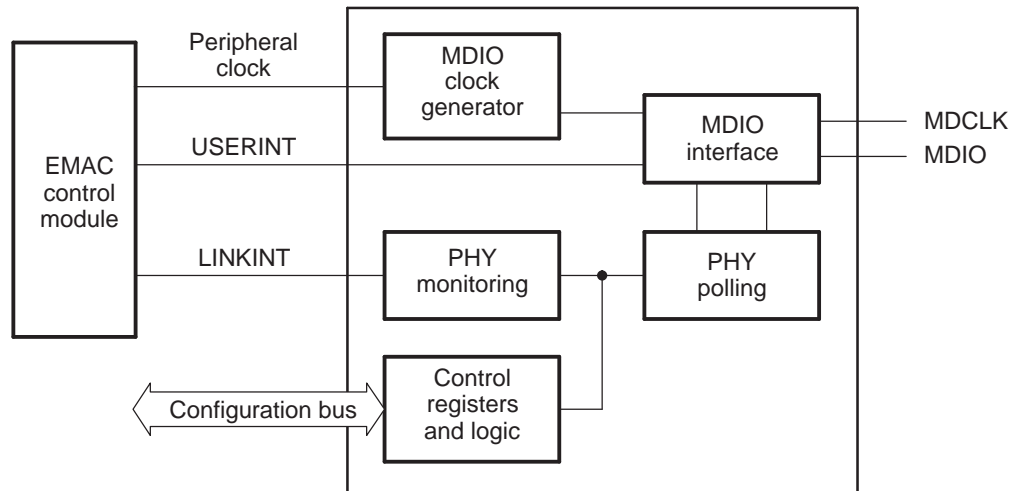 Peripheral
clock
MDIO
clock
generator
MDIO
interface
MDCLK
MDIO
USERINT
EMAC
control
module
LINKINT
PHY
monitoring
PHY
polling
Configuration bus
Control
registers
and logic